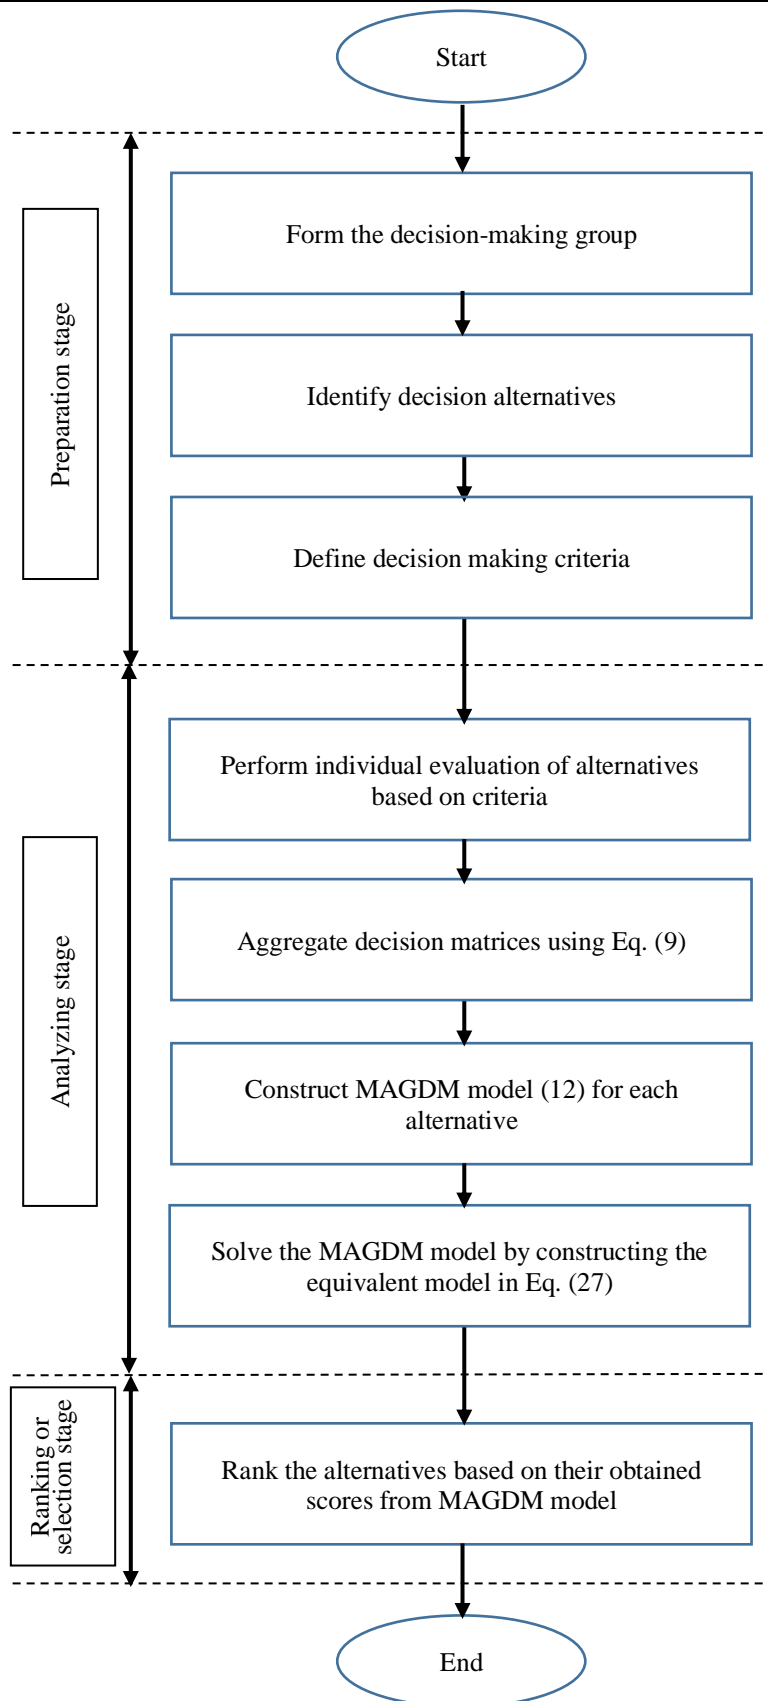 Start
Preparation stage
Form the decision-making group
Identify decision alternatives
Define decision making criteria
Analyzing stage
Perform individual evaluation of alternatives
based on criteria
Aggregate decision matrices using Eq. (9)
Construct MAGDM model (12) for each
alternative
Solve the MAGDM model by constructing the
equivalent model in Eq. (27)
Ranking or
selection stage
Rank the alternatives based on their obtained
scores from MAGDM model
End